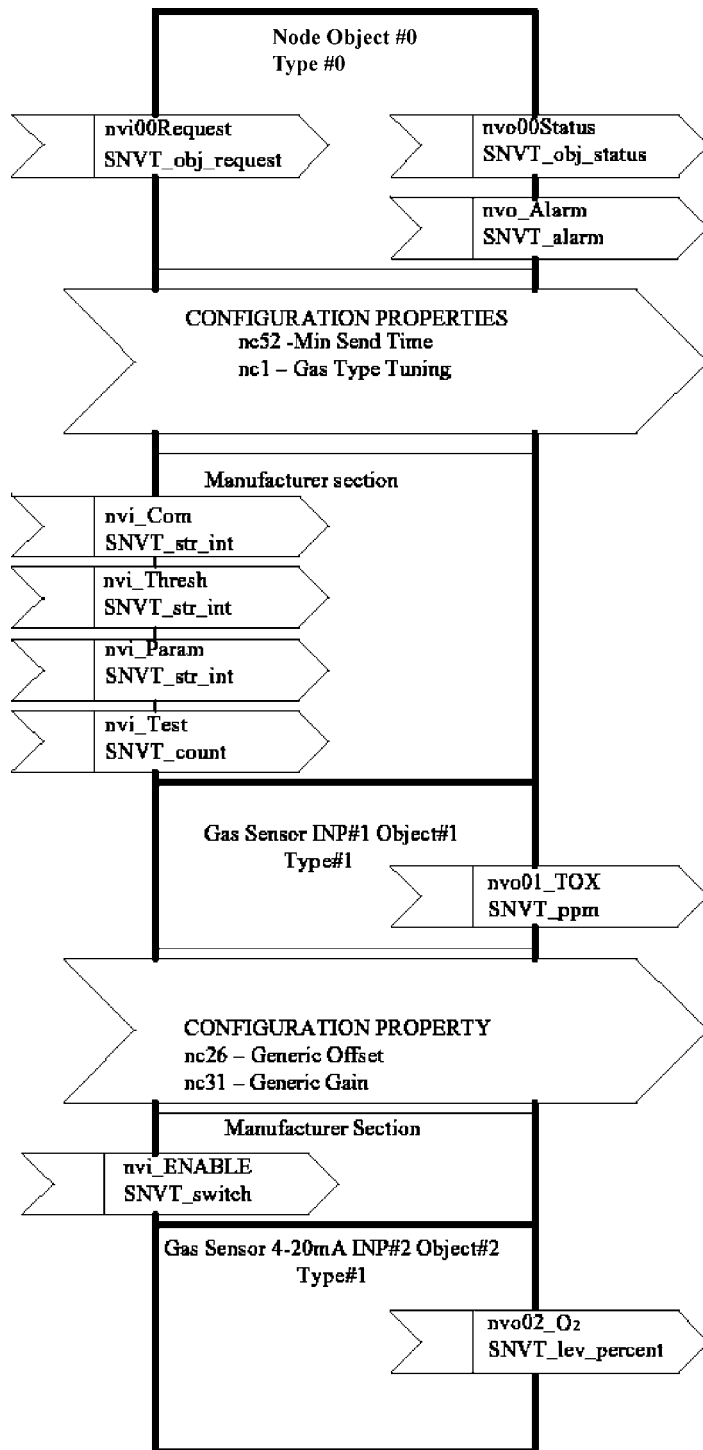 Node Object #0
Type #0
nvi00Request
SNVT_obj_request
nvo00Status
SNVT_obj_status
nvo_Alarm
SNVT_alarm
CONFIGURATION PROPERTIES
nc52 -Min Send Time
nc1 – Gas Type Tuning
Manufacturer section
nvi_Com
SNVT_str_int
nvi_Thresh
SNVT_str_int
nvi_Param
SNVT_str_int
nvi_Test
SNVT_count
Gas Sensor INP#1 Object#1
Type#1
nvo01_TOX
SNVT_ppm
CONFIGURATION PROPERTY
nc26 – Generic Offset
nc31 – Generic Gain
Manufacturer Section
nvi_ENABLE
SNVT_switch
Gas Sensor 4-20mA INP#2 Object#2
Type#1
nvo02_O₂
SNVT_lev_percent